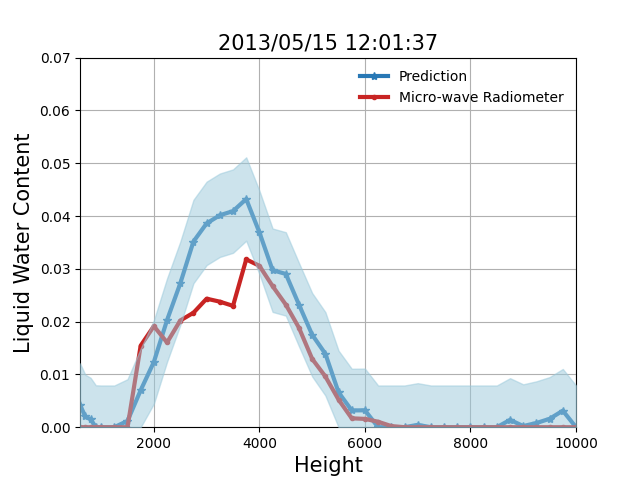 2013/05/15 12:01:37
Prediction
Micro-wave Radiometer
Liquid Water Content
0.07
0.06
0.05
0.04
0.03
0.02
0.01
0.00
2000 4000 6000 8000 10000
Height